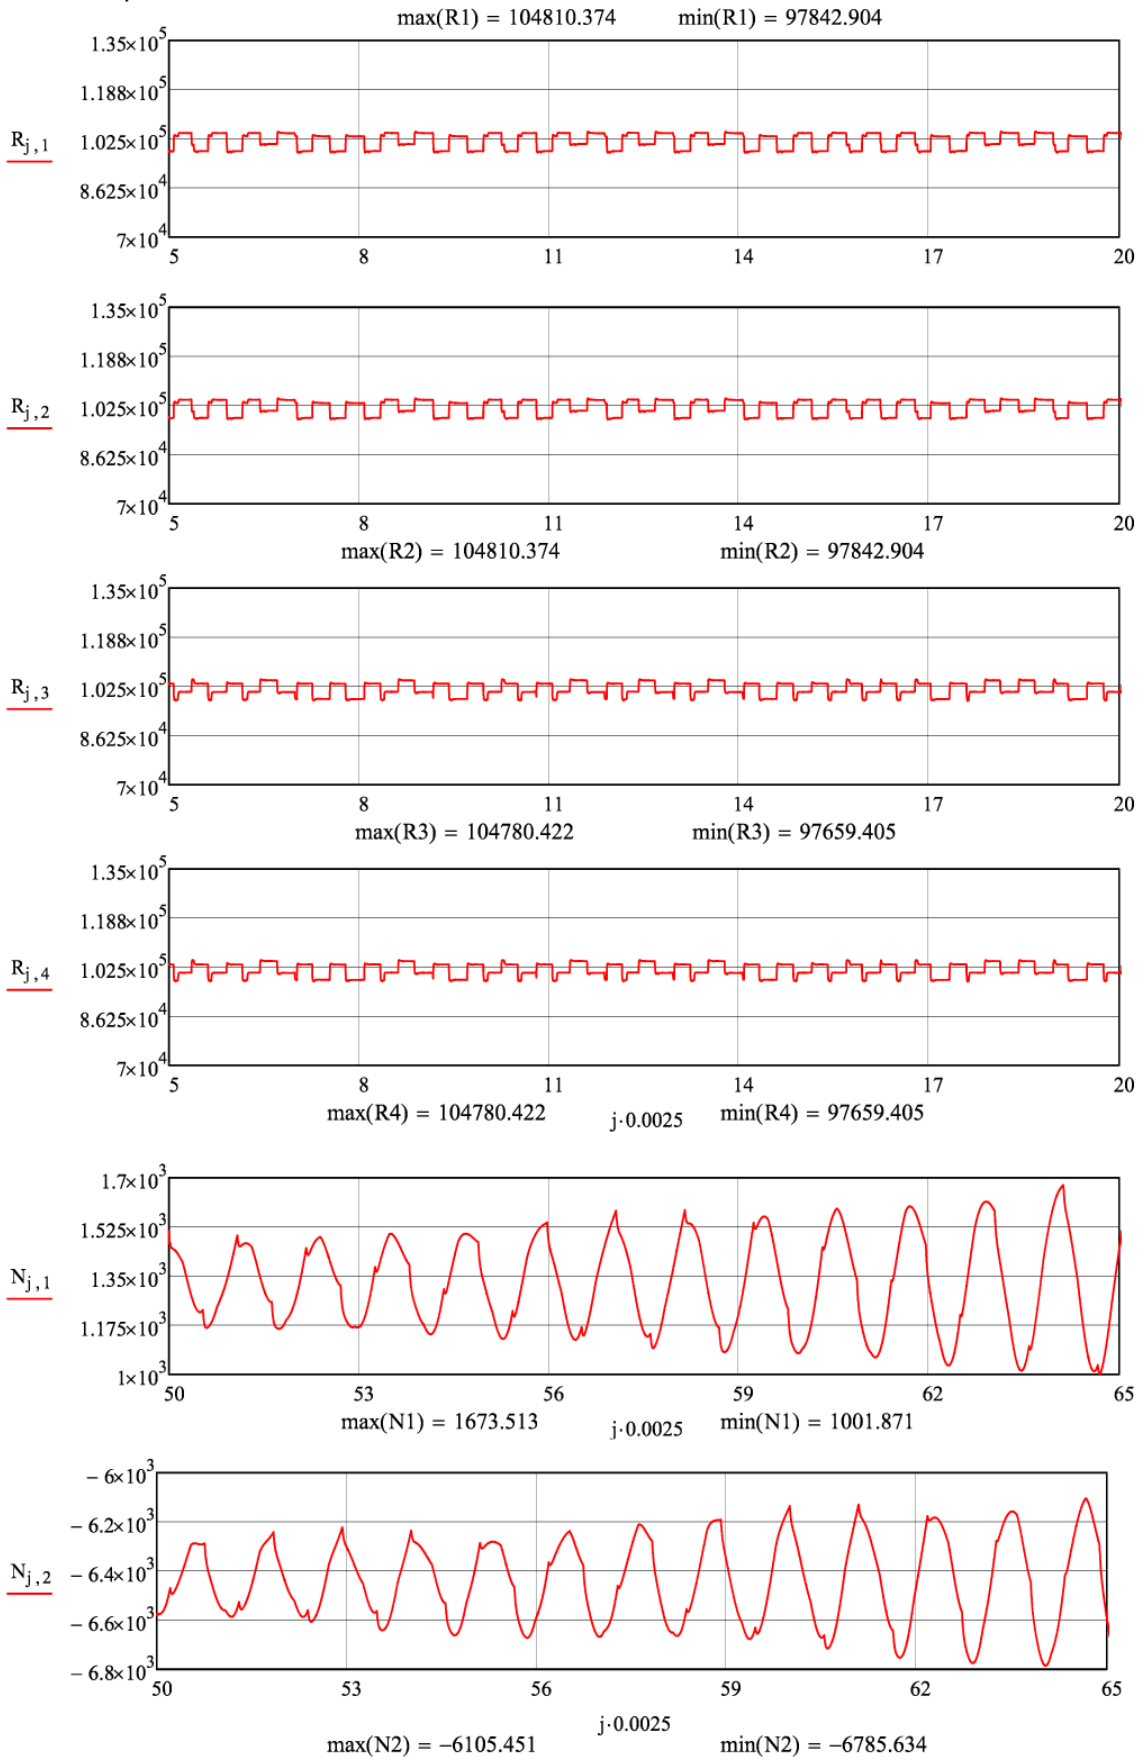 max(R1) = 104810.374 min(R1) = 97842.904
1.35×10^5
1.188×10^5
R_j,1 1.025×10^5
8.625×10^4
7×10^4
5 8 11 14 17 20
1.35×10^5
1.188×10^5
R_j,2 1.025×10^5
8.625×10^4
7×10^4
5 8 11 14 17 20
max(R2) = 104810.374 min(R2) = 97842.904
1.35×10^5
1.188×10^5
R_j,3 1.025×10^5
8.625×10^4
7×10^4
5 8 11 14 17 20
max(R3) = 104780.422 min(R3) = 97659.405
1.35×10^5
1.188×10^5
R_j,4 1.025×10^5
8.625×10^4
7×10^4
5 8 11 14 17 20
max(R4) = 104780.422 j·0.0025 min(R4) = 97659.405
1.7×10^3
1.525×10^3
N_j,1 1.35×10^3
1.175×10^3
1×10^3
50 53 56 59 62 65
max(N1) = 1673.513 j·0.0025 min(N1) = 1001.871
− 6×10^3
− 6.2×10^3
N_j,2 − 6.4×10^3
− 6.6×10^3
− 6.8×10^3
50 53 56 59 62 65
j·0.0025
max(N2) = −6105.451 min(N2) = −6785.634